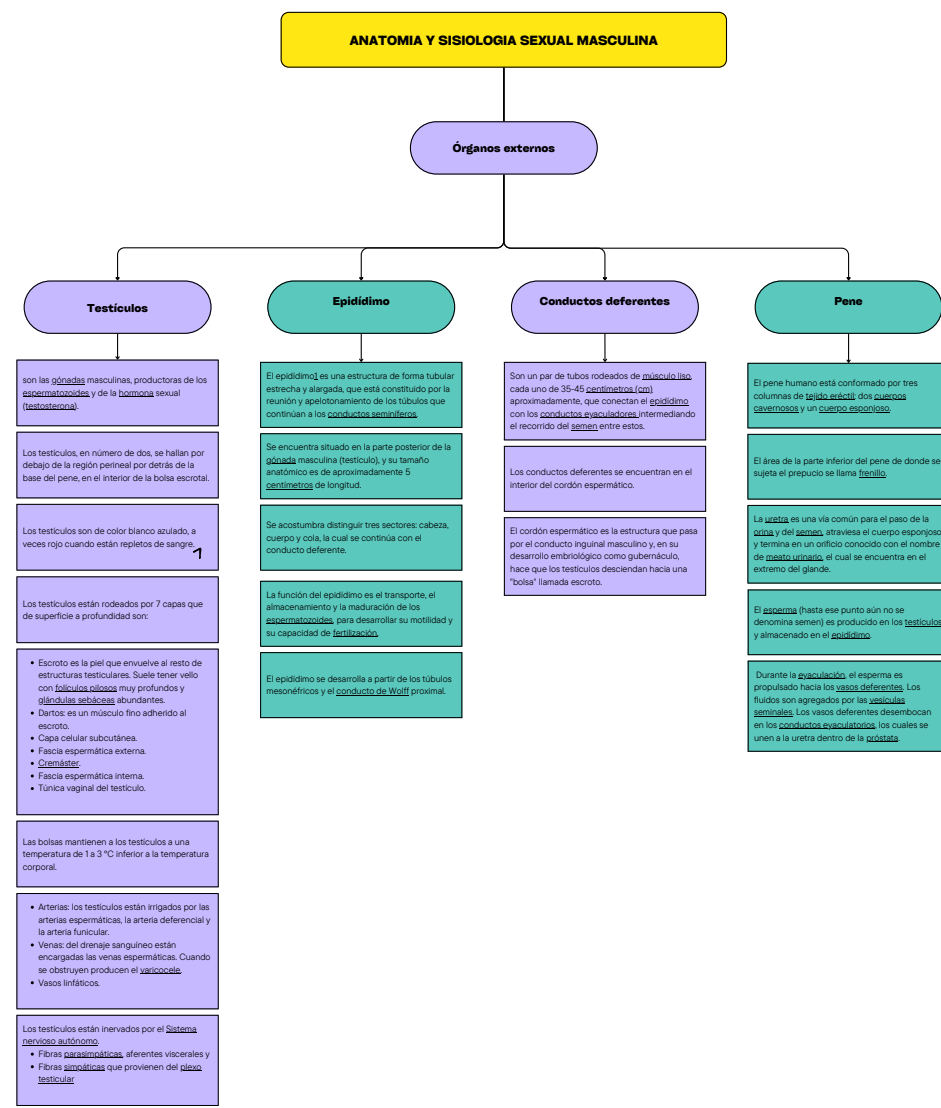 ANATOMIA Y SISIOLOGIA SEXUAL MASCULINA
Órganos externos
Testículos
son las gónadas masculinas, productoras de los
espermatozoides y de la hormona sexual
(testosterona).
Los testículos, en número de dos, se hallan por
debajo de la región perineal por detrás de la
base del pene, en el interior de la bolsa escrotal.
Los testículos son de color blanco azulado, a
veces rojo cuando están repletos de sangre.
1
Los testículos están rodeados por 7 capas que
de superficie a profundidad son:
• Escroto es la piel que envuelve al resto de
estructuras testiculares. Suele tener vello
con folículos pilosos muy profundos y
glándulas sebáceas abundantes.
• Dartos: es un músculo fino adherido al
escroto.
• Capa celular subcutánea.
• Fascia espermática externa.
• Cremáster.
• Fascia espermática interna.
• Túnica vaginal del testículo.
Las bolsas mantienen a los testículos a una
temperatura de 1 a 3 °C inferior a la temperatura
corporal.
• Arterias: los testículos están irrigados por las
arterias espermáticas, la arteria deferencial y
la arteria funicular.
• Venas: del drenaje sanguíneo están
encargadas las venas espermáticas. Cuando
se obstruyen producen el varicocele.
• Vasos linfáticos.
Los testículos están inervados por el Sistema
nervioso autónomo.
• Fibras parasimpáticas, aferentes viscerales y
• Fibras simpáticas que provienen del plexo
testicular
Epidídimo
El epidídimo1 es una estructura de forma tubular
estrecha y alargada, que está constituido por la
reunión y apelotonamiento de los túbulos que
continúan a los conductos seminíferos.
Se encuentra situado en la parte posterior de la
gónada masculina (testículo), y su tamaño
anatómico es de aproximadamente 5
centímetros de longitud.
Se acostumbra distinguir tres sectores: cabeza,
cuerpo y cola, la cual se continúa con el
conducto deferente.
La función del epidídimo es el transporte, el
almacenamiento y la maduración de los
espermatozoides, para desarrollar su motilidad y
su capacidad de fertilización.
El epidídimo se desarrolla a partir de los túbulos
mesonéfricos y el conducto de Wolff proximal.
Conductos deferentes
Son un par de tubos rodeados de músculo liso,
cada uno de 35-45 centímetros (cm)
aproximadamente, que conectan el epidídimo
con los conductos eyaculadores intermediando
el recorrido del semen entre estos.
Los conductos deferentes se encuentran en el
interior del cordón espermático.
El cordón espermático es la estructura que pasa
por el conducto inguinal masculino y, en su
desarrollo embriológico como gubernáculo,
hace que los testículos desciendan hacia una
"bolsa" llamada escroto.
Pene
El pene humano está conformado por tres
columnas de tejido eréctil: dos cuerpos
cavernosos y un cuerpo esponjoso.
El área de la parte inferior del pene de donde se
sujeta el prepucio se llama frenillo.
La uretra es una vía común para el paso de la
orina y del semen, atraviesa el cuerpo esponjoso
y termina en un orificio conocido con el nombre
de meato urinario, el cual se encuentra en el
extremo del glande.
El esperma (hasta ese punto aún no se
denomina semen) es producido en los testículos
y almacenado en el epidídimo.
Durante la eyaculación, el esperma es
propulsado hacia los vasos deferentes. Los
fluidos son agregados por las vesículas
seminales. Los vasos deferentes desembocan
en los conductos eyaculatorios, los cuales se
unen a la uretra dentro de la próstata.